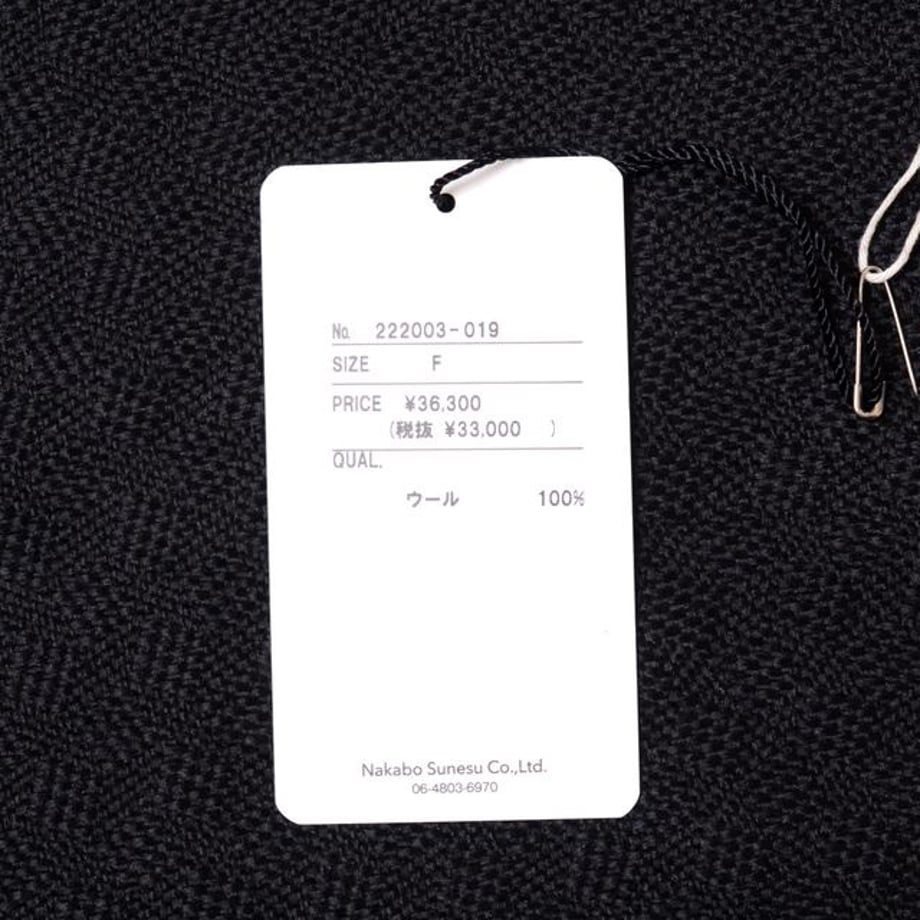 No. 222003-019
SIZE F
PRICE ¥36,300
(税抜 ¥33,000 )
QUAL.
ウール 100%
Nakabo Sunesu Co.,Ltd.
06-4803-6970